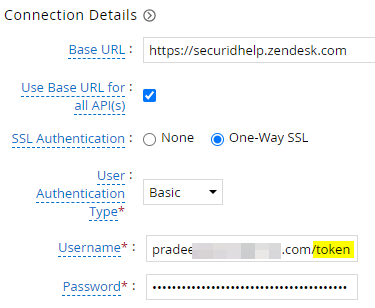 Connection Details
Base URL : https://securidhelp.zendesk.com
Use Base URL for all API(s) :
SSL Authentication : None One-Way SSL
User Authentication Type* : Basic
Username* : pradee .com/token
Password* : ••••••••••••••••••••••••••••••••••••••••